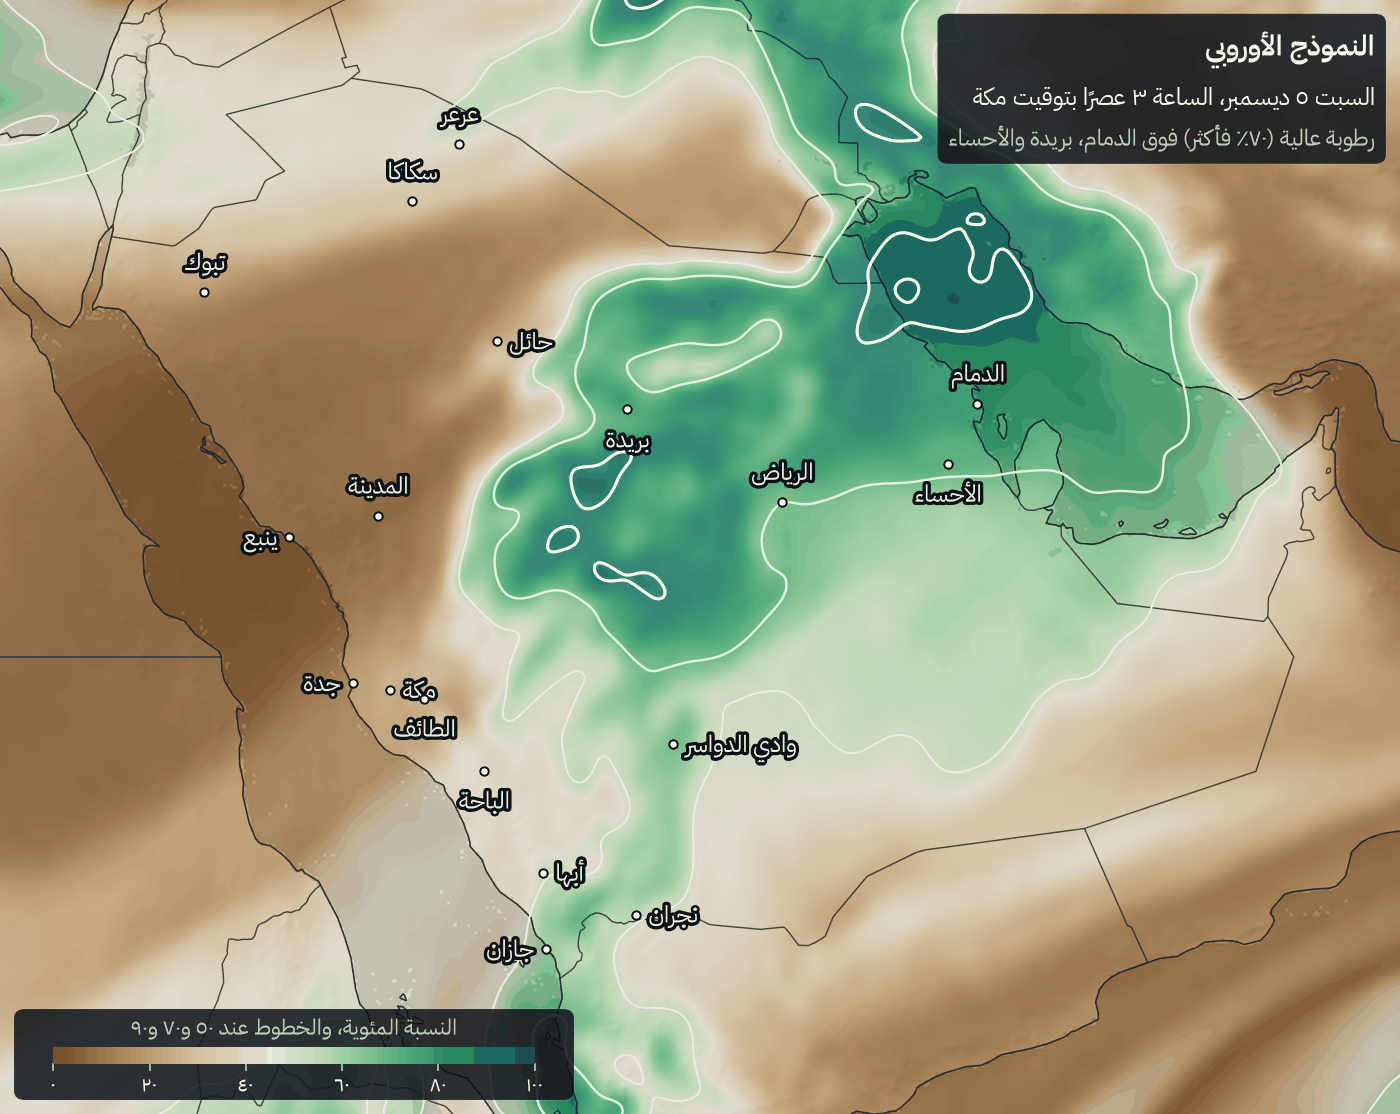 النموذج الأوروبي
السبت ٥ ديسمبر، الساعة ٣ عصرًا بتوقيت مكة
رطوبة عالية (٧٠٪ فأكثر) فوق الدمام، بريدة والأحساء
عرعر
سكاكا
تبوك
حائل
الدمام
بريدة
الرياض
الأحساء
المدينة
ينبع
جدة
مكة
الطائف
وادي الدواسر
الباحة
أبها
نجران
جازان
النسبة المئوية، والخطوط عند ٥٠ و٧٠ و٩٠
٠ ٢٠ ٤٠ ٦٠ ٨٠ ١٠٠